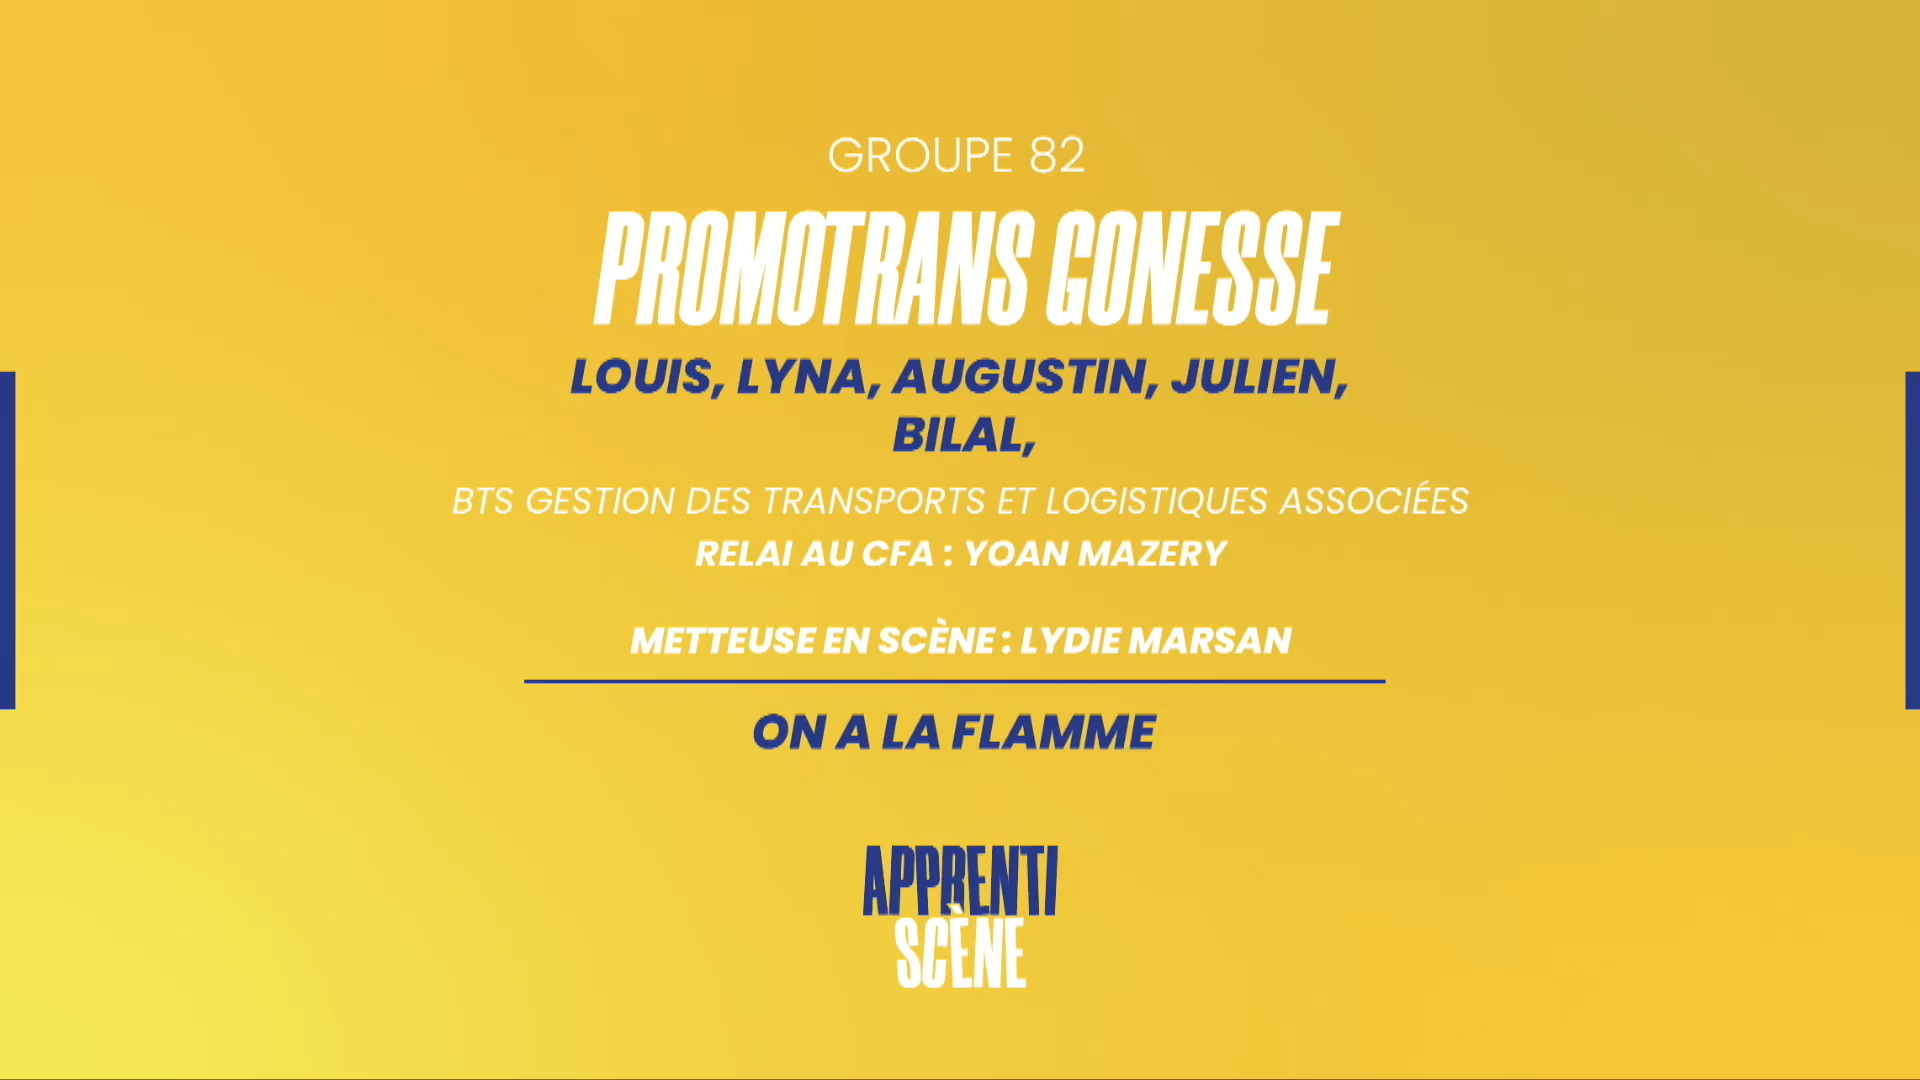 GROUPE 82
PROMOTRANS GONESSE
LOUIS, LYNA, AUGUSTIN, JULIEN,
BILAL,
BTS GESTION DES TRANSPORTS ET LOGISTIQUES ASSOCIÉES
RELAI AU CFA : YOAN MAZERY
METTEUSE EN SCÈNE : LYDIE MARSAN
ON A LA FLAMME
APPRENTI
SCÈNE